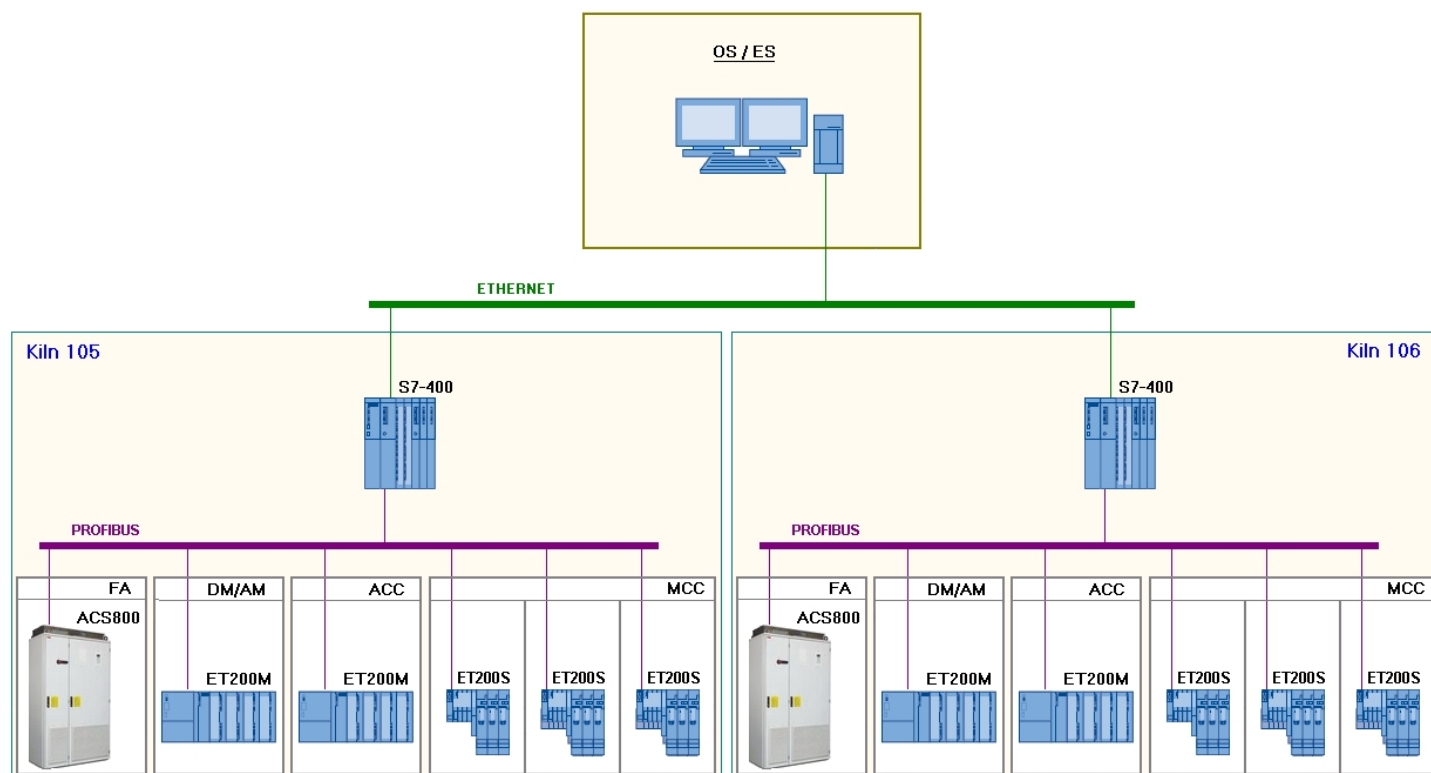 OS / ES
ETHERNET
Kiln 105
S7-400
PROFIBUS
FA
DM/AM
ACC
MCC
ACS800
ET200M
ET200M
ET200S
ET200S
ET200S
Kiln 106
S7-400
PROFIBUS
FA
DM/AM
ACC
MCC
ACS800
ET200M
ET200M
ET200S
ET200S
ET200S